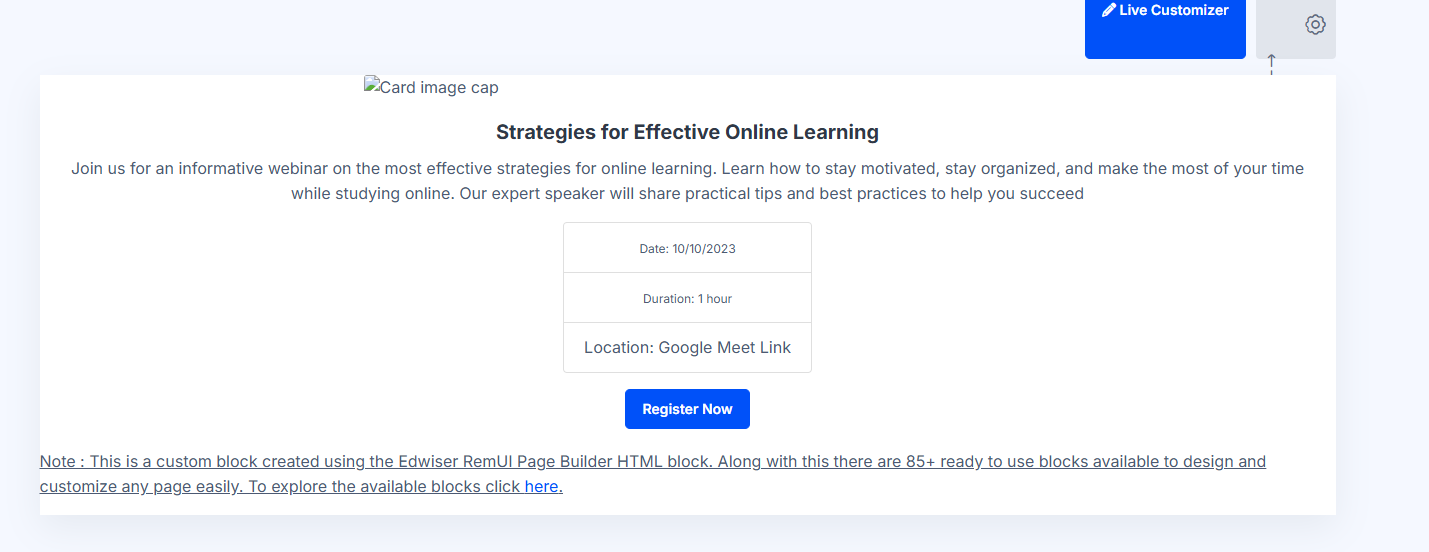 Live Customizer
Card image cap
Strategies for Effective Online Learning
Join us for an informative webinar on the most effective strategies for online learning. Learn how to stay motivated, stay organized, and make the most of your time
while studying online. Our expert speaker will share practical tips and best practices to help you succeed
Date: 10/10/2023
Duration: 1 hour
Location: Google Meet Link
Register Now
Note : This is a custom block created using the Edwiser RemUI Page Builder HTML block. Along with this there are 85+ ready to use blocks available to design and
customize any page easily. To explore the available blocks click here.